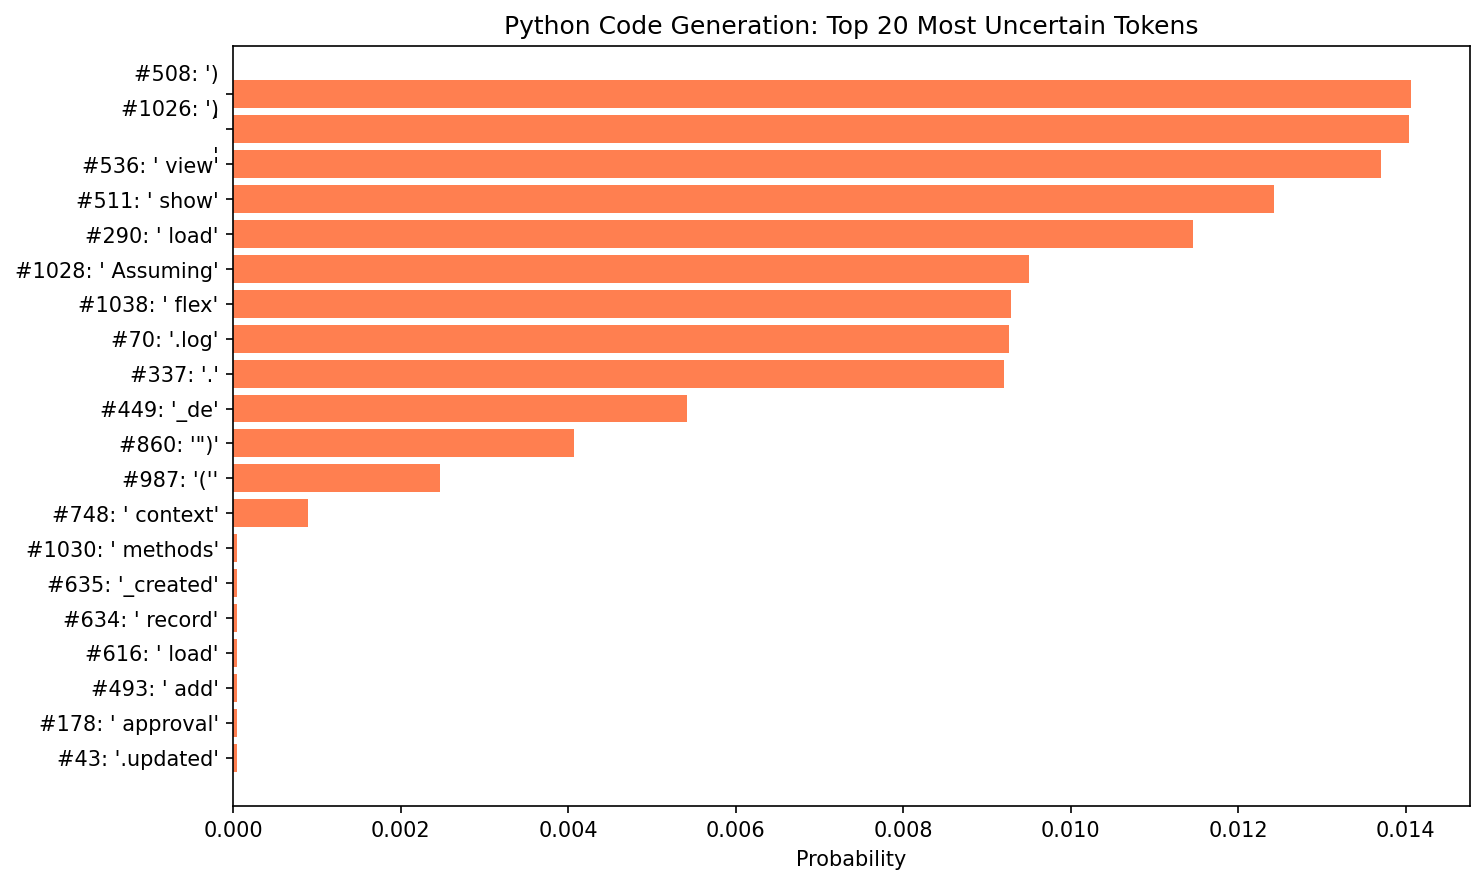 Python Code Generation: Top 20 Most Uncertain Tokens
#508: ')
'
#1026: ')
'
#536: ' view'
#511: ' show'
#290: ' load'
#1028: ' Assuming'
#1038: ' flex'
#70: '.log'
#337: '.'
#449: '_de'
#860: '")'
#987: '(''
#748: ' context'
#1030: ' methods'
#635: '_created'
#634: ' record'
#616: ' load'
#493: ' add'
#178: ' approval'
#43: '.updated'
0.000 0.002 0.004 0.006 0.008 0.010 0.012 0.014
Probability